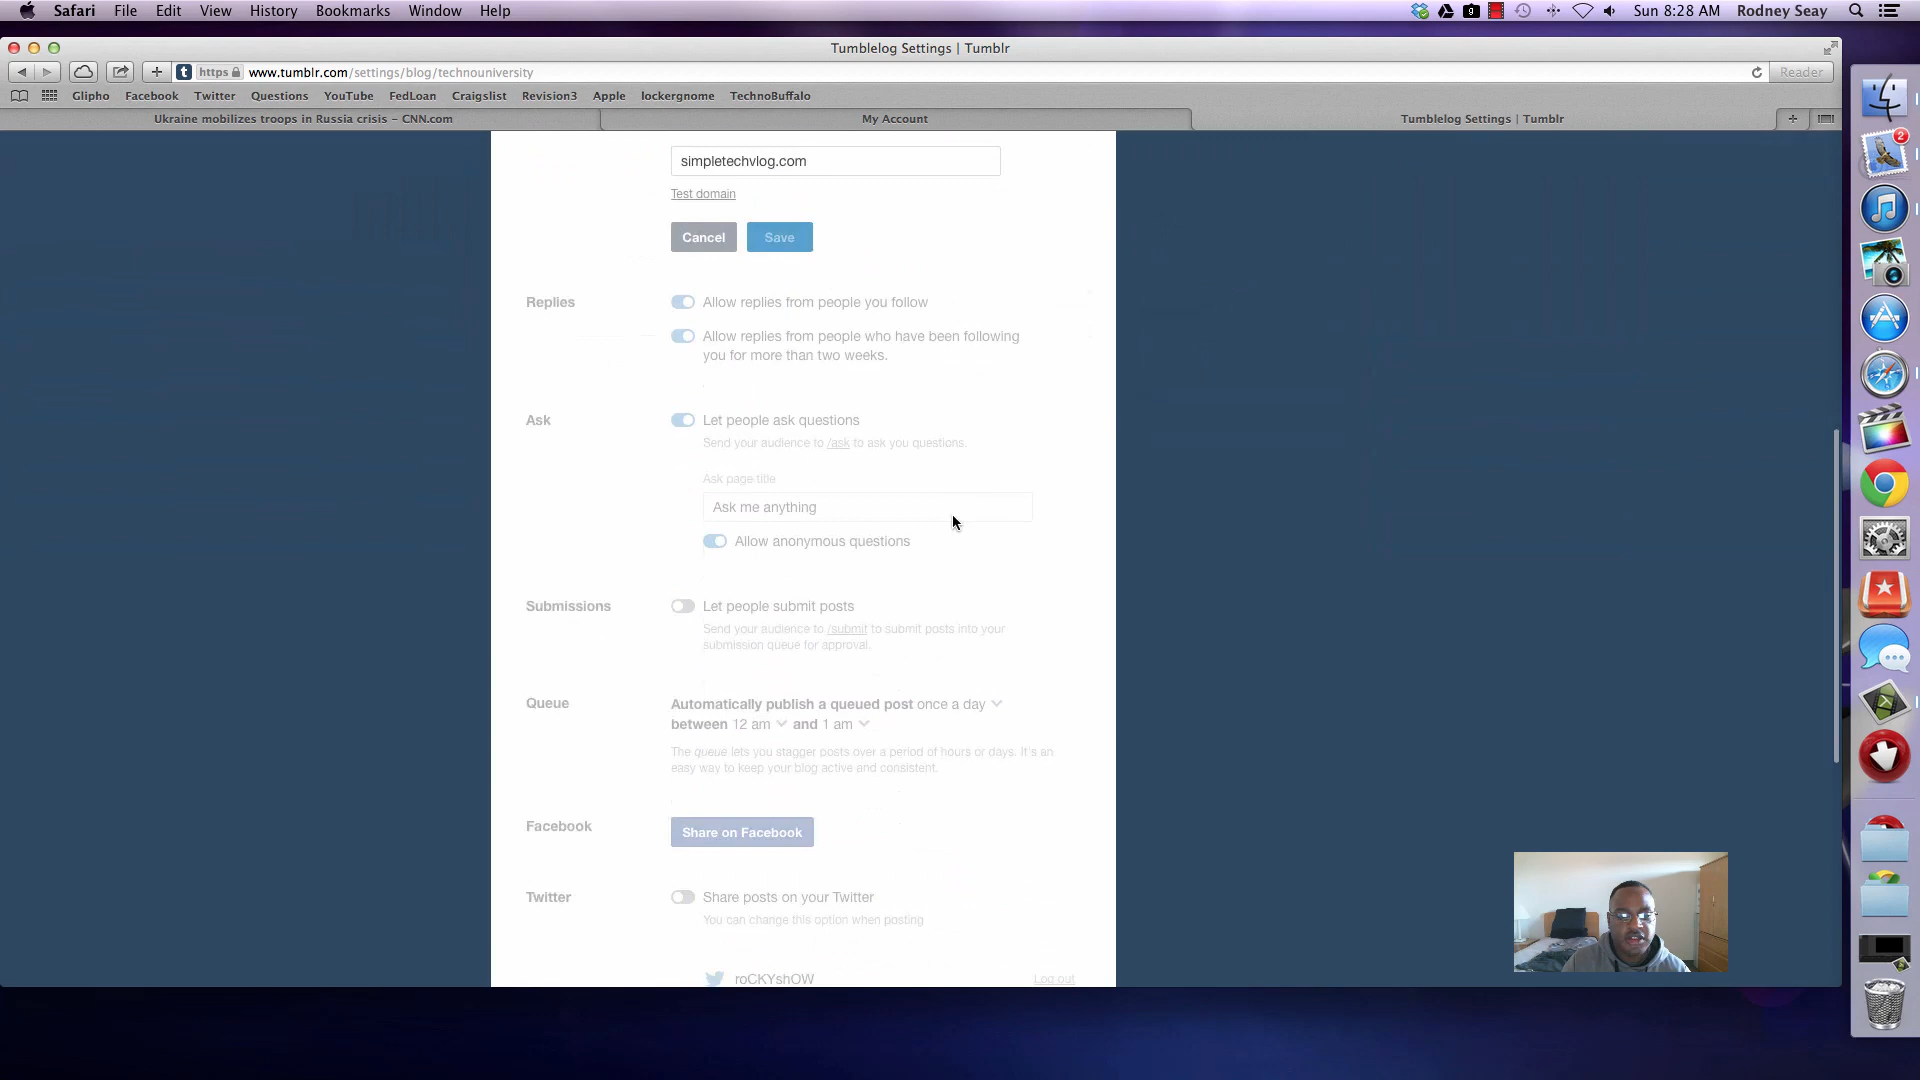 Safari File Edit View History Bookmarks Window Help
Sun 8:28 AM Rodney Seay
Tumblelog Settings | Tumblr
https www.tumblr.com/settings/blog/technouniversity
Reader
Glipho Facebook Twitter Questions YouTube FedLoan Craigslist Revision3 Apple lockergnome TechnoBuffalo
Ukraine mobilizes troops in Russia crisis – CNN.com
My Account
Tumblelog Settings | Tumblr
2
simpletechvlog.com
Test domain
Cancel Save
Replies
Allow replies from people you follow
Allow replies from people who have been following
you for more than two weeks.
Ask
Let people ask questions
Send your audience to /ask to ask you questions.
Ask page title
Ask me anything
Allow anonymous questions
Submissions
Let people submit posts
Send your audience to /submit to submit posts into your
submission queue for approval.
Queue
Automatically publish a queued post once a day
between 12 am and 1 am
The queue lets you stagger posts over a period of hours or days. It's an
easy way to keep your blog active and consistent.
Facebook
Share on Facebook
Twitter
Share posts on your Twitter
You can change this option when posting
roCKYshOW
Log out